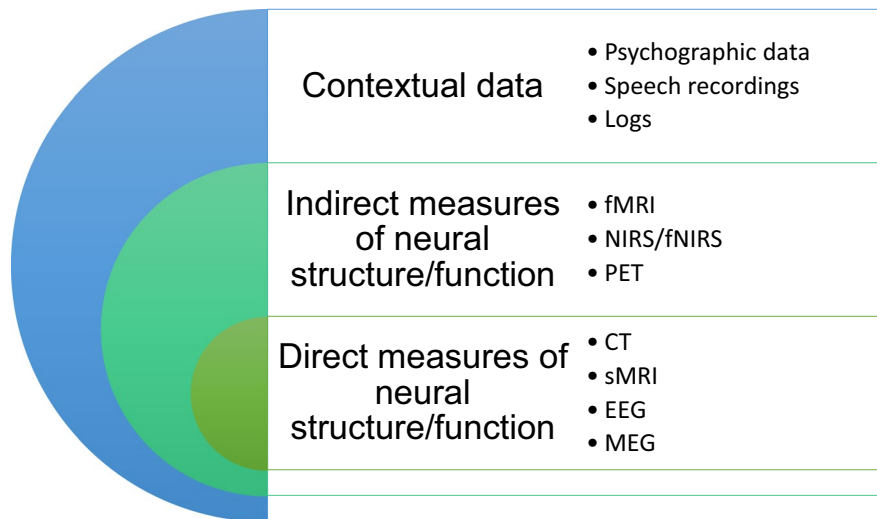 Contextual data
• Psychographic data
• Speech recordings
• Logs
Indirect measures
of neural
structure/function
• fMRI
• NIRS/fNIRS
• PET
Direct measures of
neural
structure/function
• CT
• sMRI
• EEG
• MEG